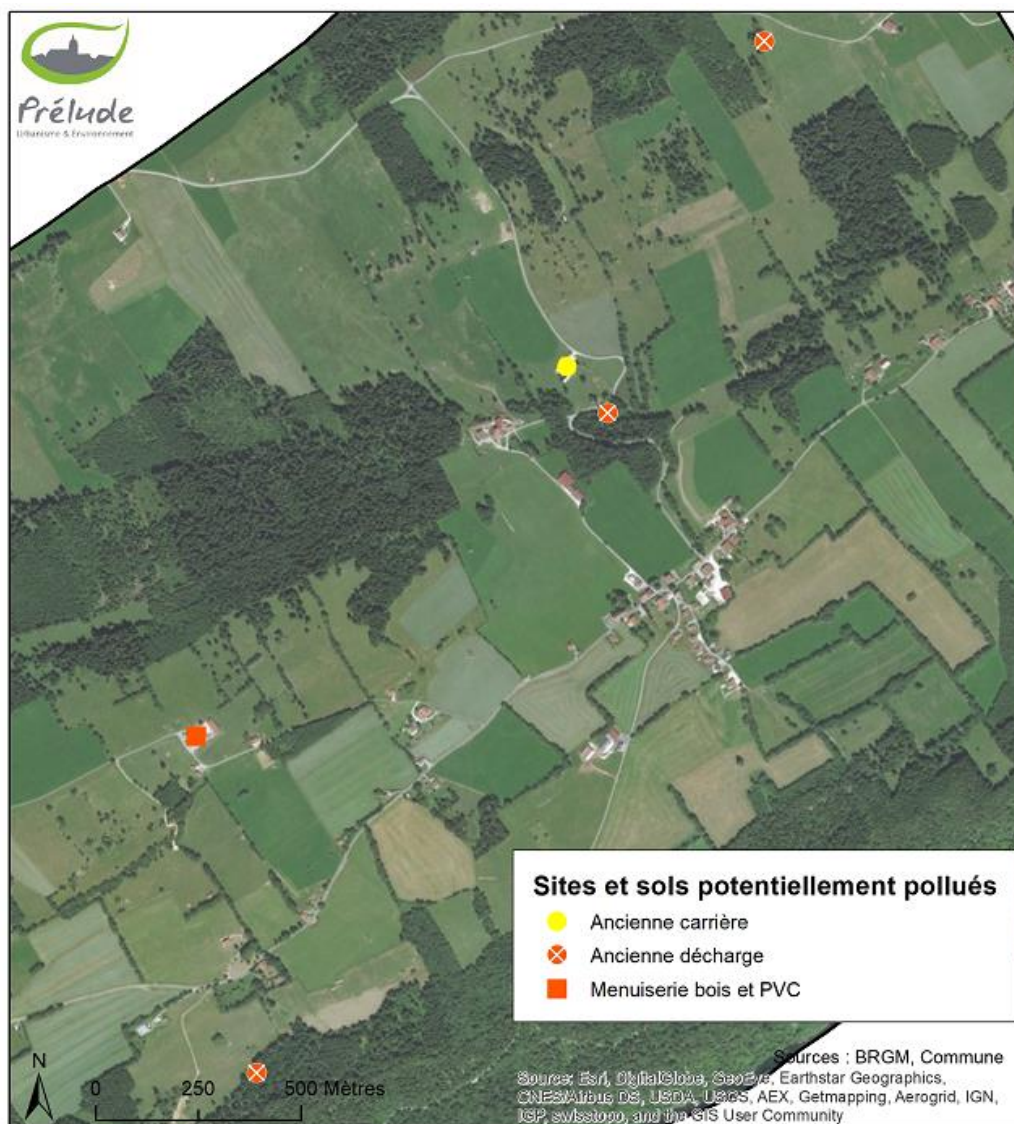 Prélude
Urbanisme & Environnement
Sites et sols potentiellement pollués
Ancienne carrière
Ancienne décharge
Menuiserie bois et PVC
N
0 250 500 Mètres
Sources : BRGM, Commune
Source: Esri, DigitalGlobe, GeoEye, Earthstar Geographics,
CNES/Airbus DS, USDA, USGS, AEX, Getmapping, Aerogrid, IGN,
IGP, swisstopo, and the GIS User Community